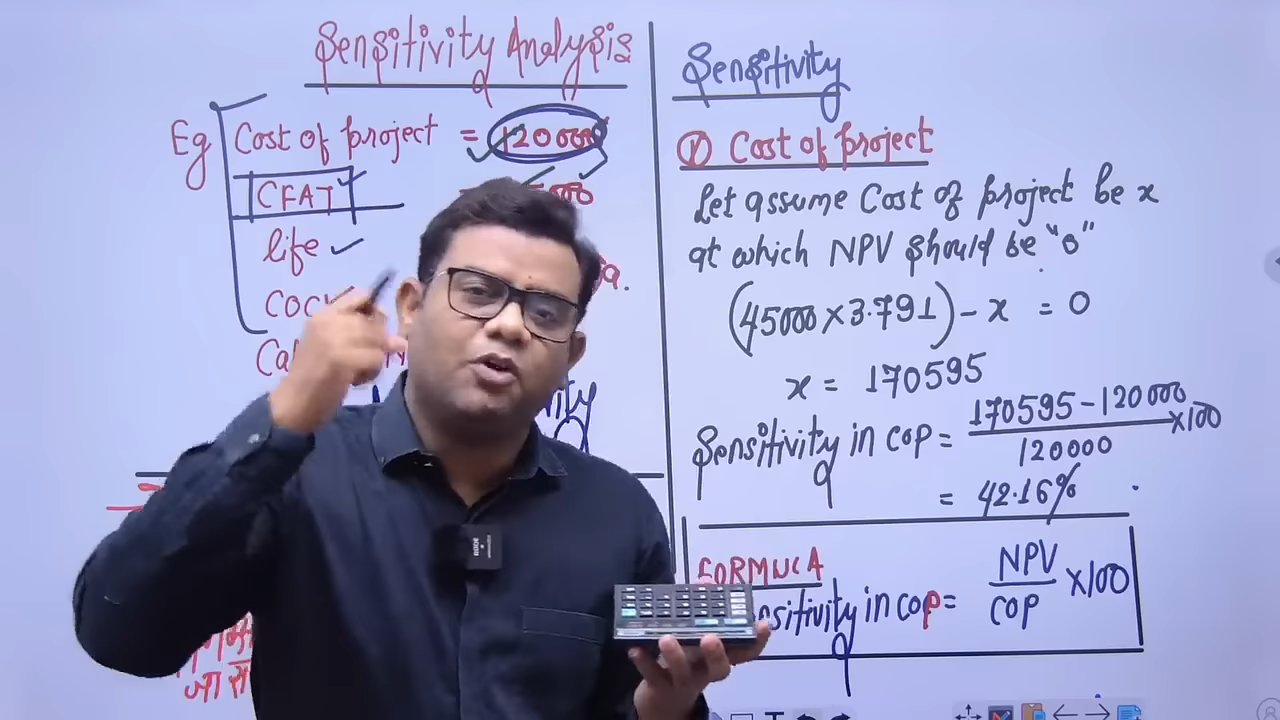 Sensitivity Analysis
Eg Cost of project = 120000
CFAT
life
COC
Sensitivity
① Cost of project
Let assume Cost of project be x
at which NPV should be "0"
(45000 × 3.791) - x = 0
x = 170595
Sensitivity in COP = 170595 - 120000 / 120000 × 100
= 42.16%
FORMULA
Sensitivity in COP = NPV / COP × 100